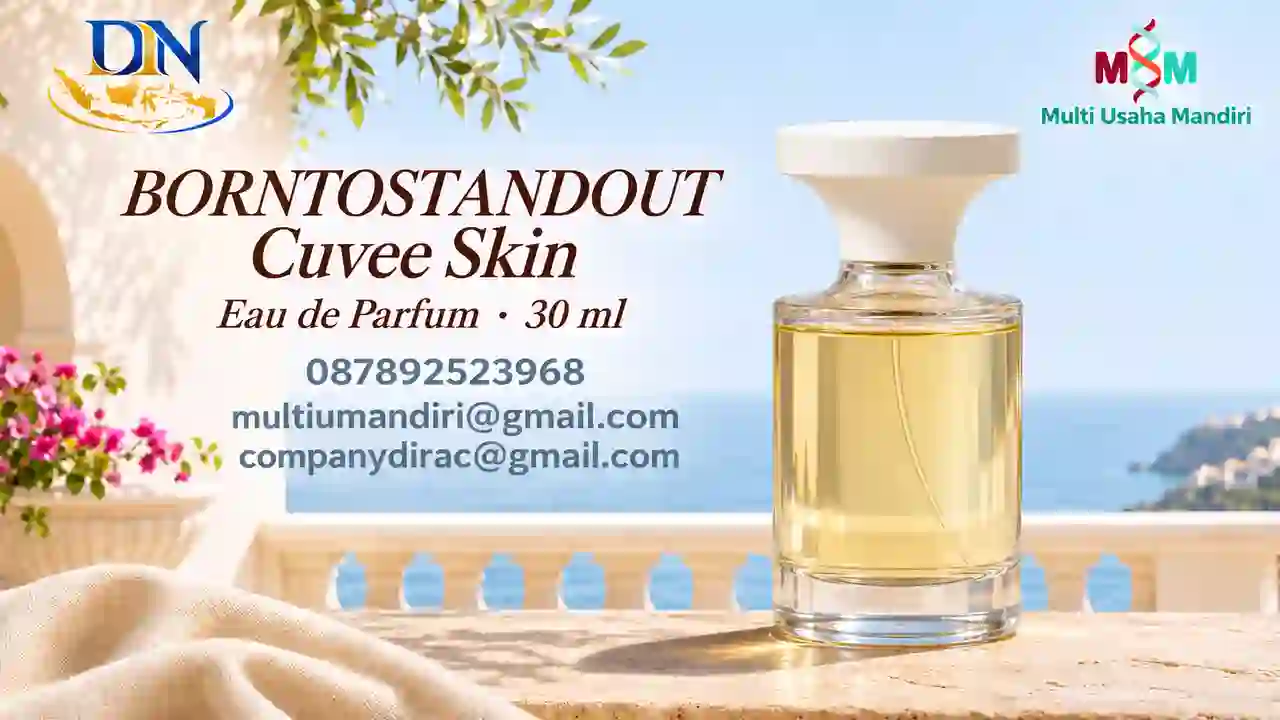 DN
MSM
Multi Usaha Mandiri
BORNTOSTANDOUT
Cuvee Skin
Eau de Parfum · 30 ml
087892523968
multiumandiri@gmail.com
companydirac@gmail.com